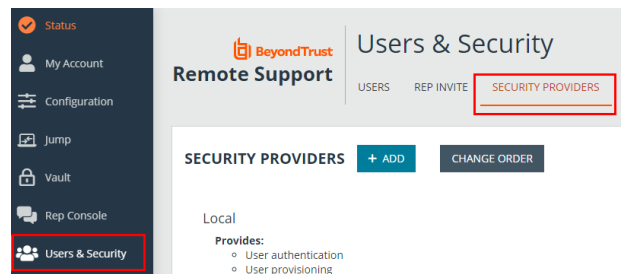 Status
My Account
Configuration
Jump
Vault
Rep Console
Users & Security
BeyondTrust
Remote Support
Users & Security
USERS REP INVITE SECURITY PROVIDERS
SECURITY PROVIDERS + ADD CHANGE ORDER
Local
Provides:
User authentication
User provisioning